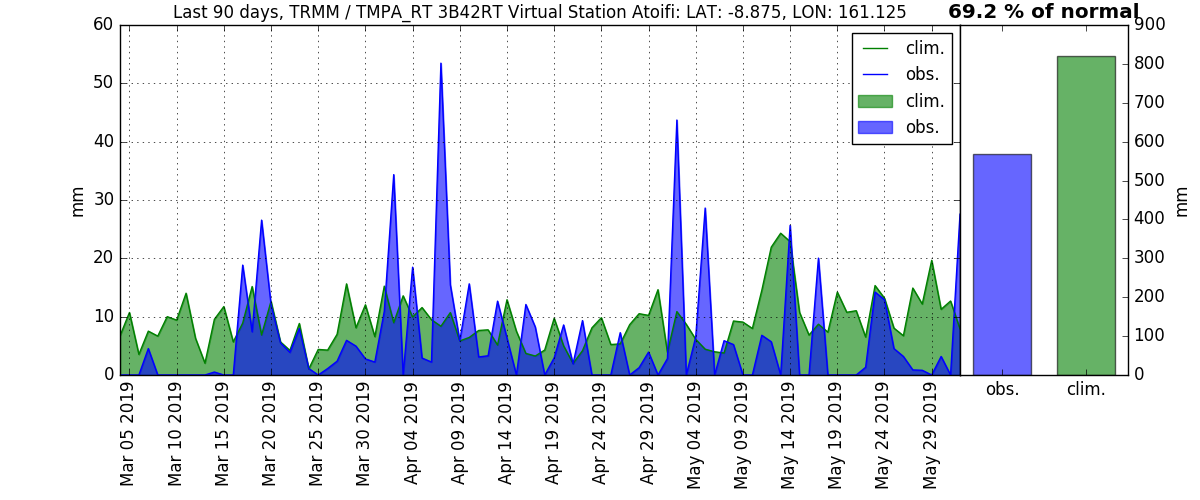 Last 90 days, TRMM / TMPA_RT 3B42RT Virtual Station Atoifi: LAT: -8.875, LON: 161.125
69.2 % of normal
mm
60
50
40
30
20
10
0
clim.
obs.
clim.
obs.
Mar 05 2019
Mar 10 2019
Mar 15 2019
Mar 20 2019
Mar 25 2019
Mar 30 2019
Apr 04 2019
Apr 09 2019
Apr 14 2019
Apr 19 2019
Apr 24 2019
Apr 29 2019
May 04 2019
May 09 2019
May 14 2019
May 19 2019
May 24 2019
May 29 2019
900
800
700
600
500
400
300
200
100
0
mm
obs.
clim.